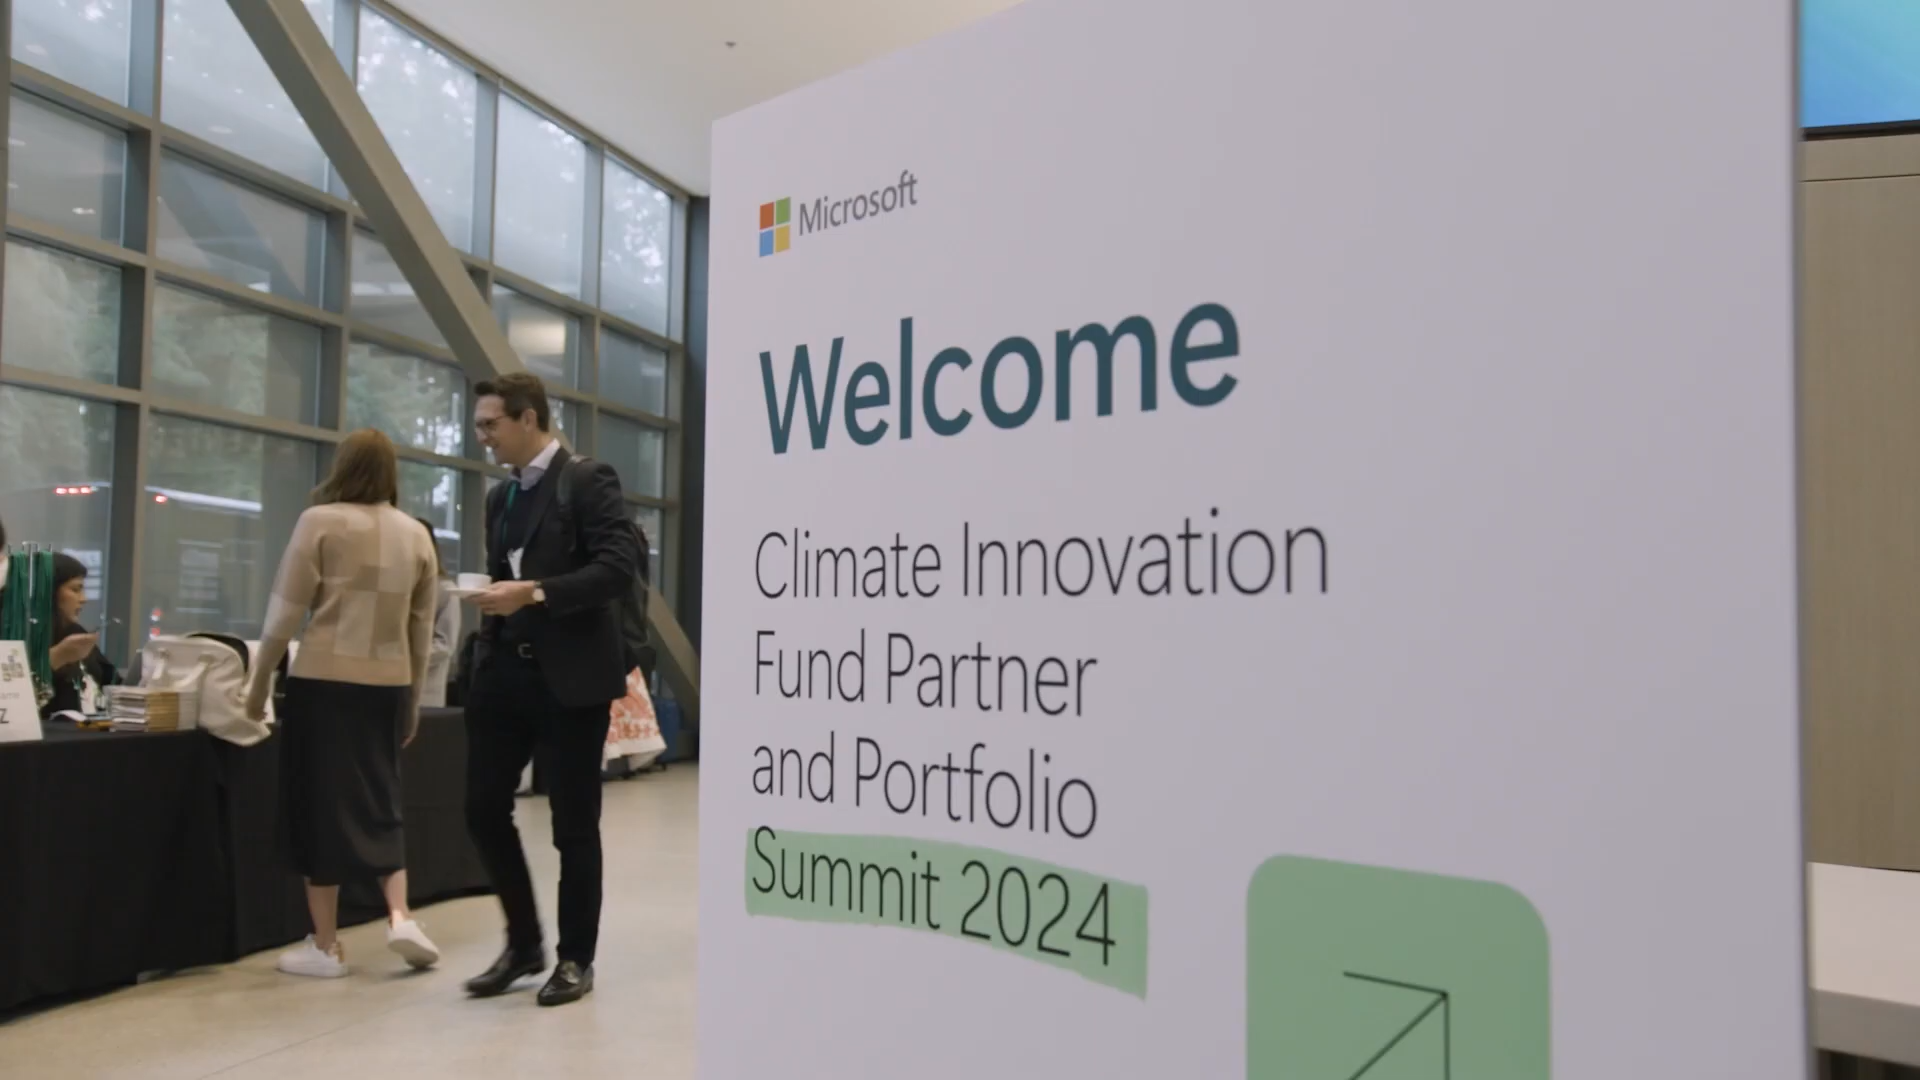 Microsoft
Welcome
Climate Innovation
Fund Partner
and Portfolio
Summit 2024
Z